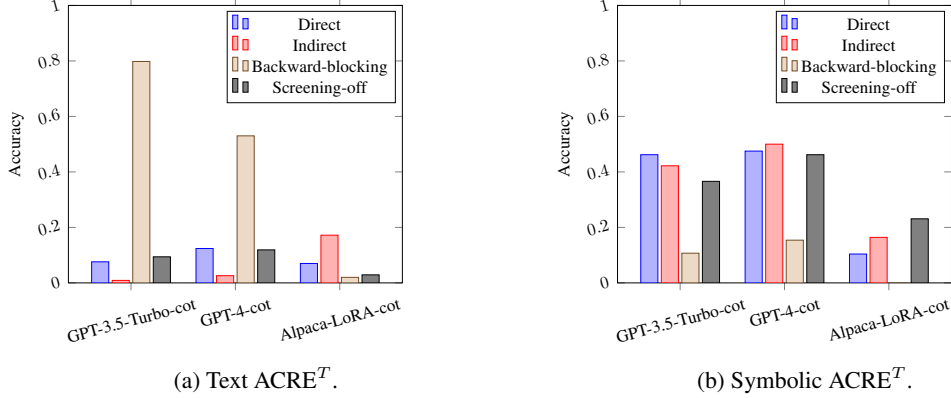 1
0.8
0.6
0.4
0.2
0
Accuracy
Direct
Indirect
Backward-blocking
Screening-off
GPT-3.5-Turbo-cot
GPT-4-cot
Alpaca-LoRA-cot
(a) Text ACRE^T.
1
0.8
0.6
0.4
0.2
0
Accuracy
Direct
Indirect
Backward-blocking
Screening-off
GPT-3.5-Turbo-cot
GPT-4-cot
Alpaca-LoRA-cot
(b) Symbolic ACRE^T.